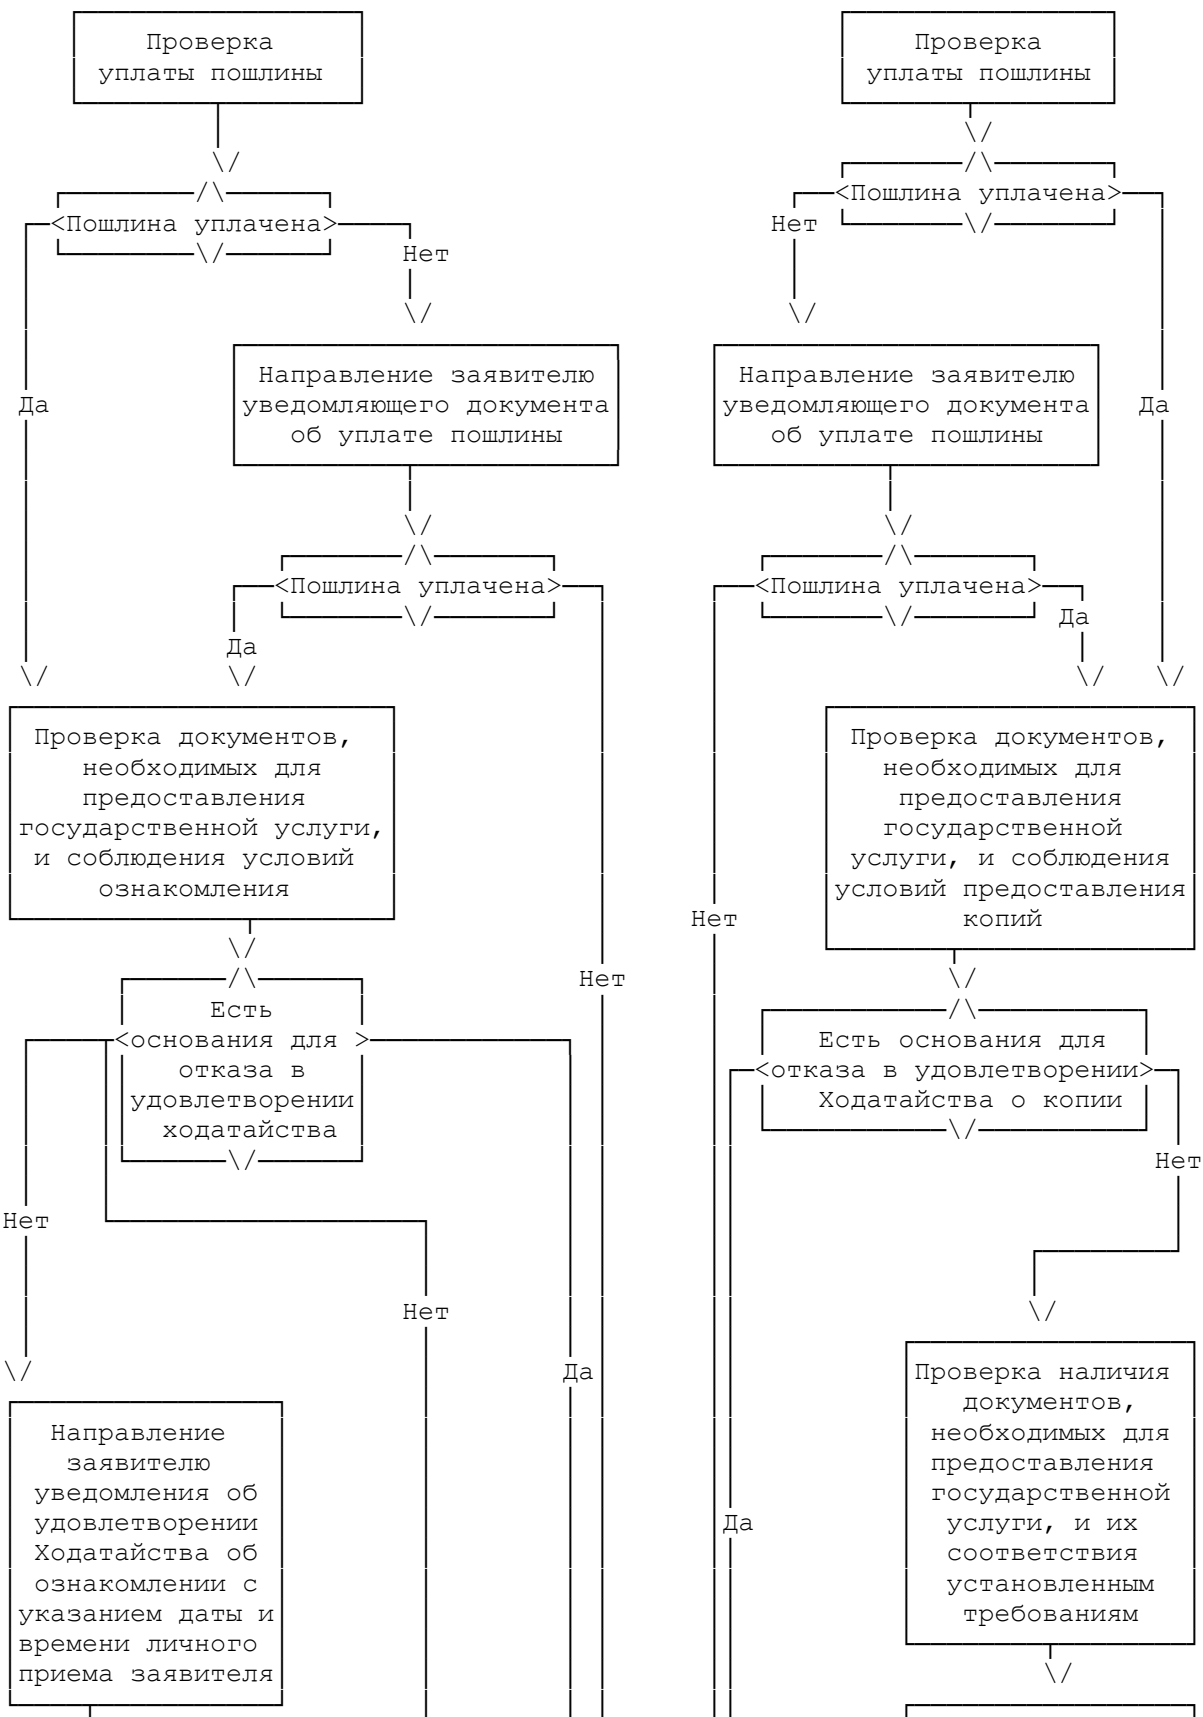 Проверка
уплаты пошлины
Проверка
уплаты пошлины
<Пошлина уплачена>
Нет
Да
<Пошлина уплачена>
Нет
Да
Направление заявителю
уведомляющего документа
об уплате пошлины
Направление заявителю
уведомляющего документа
об уплате пошлины
<Пошлина уплачена>
Да
Нет
<Пошлина уплачена>
Да
Нет
Проверка документов,
необходимых для
предоставления
государственной услуги,
и соблюдения условий
ознакомления
Проверка документов,
необходимых для
предоставления
государственной
услуги, и соблюдения
условий предоставления
копий
Есть
<основания для >
отказа в
удовлетворении
ходатайства
Нет
Нет
Да
Есть основания для
<отказа в удовлетворении>
Ходатайства о копии
Нет
Да
Направление
заявителю
уведомления об
удовлетворении
Ходатайства об
ознакомлении с
указанием даты и
времени личного
приема заявителя
Проверка наличия
документов,
необходимых для
предоставления
государственной
услуги, и их
соответствия
установленным
требованиям